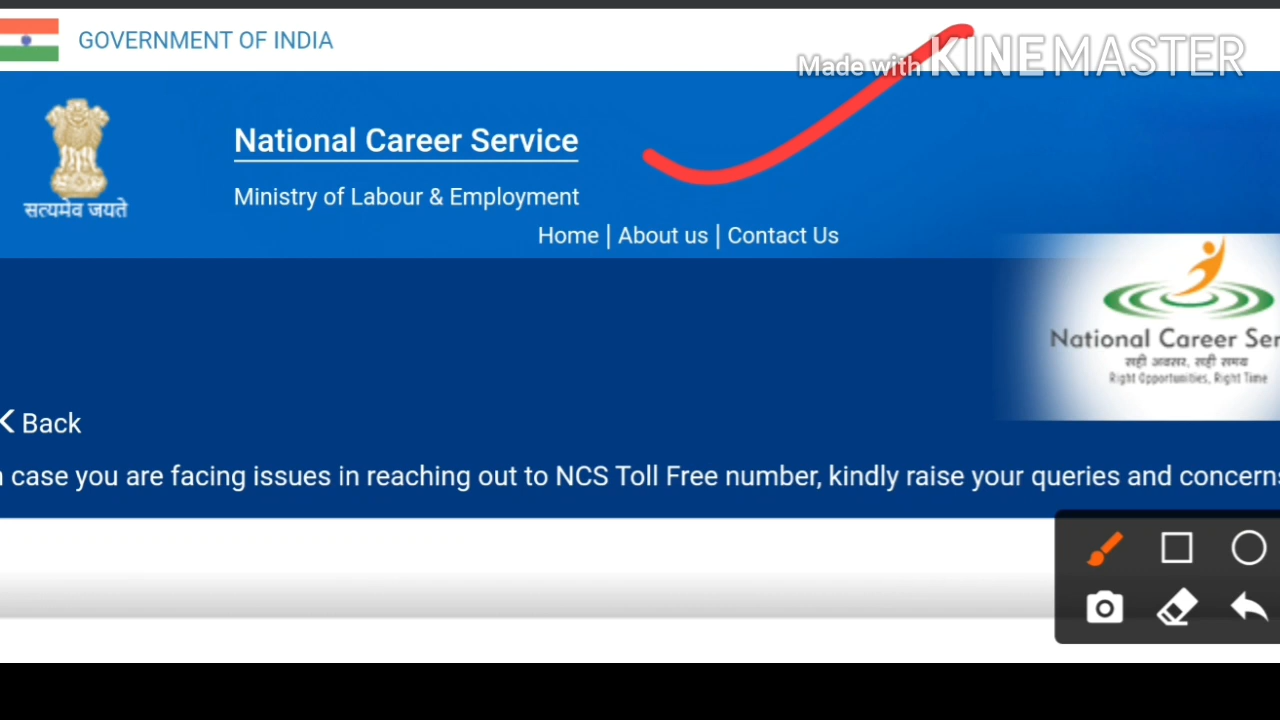 GOVERNMENT OF INDIA
Made with KINEMASTER
National Career Service
Ministry of Labour & Employment
सत्यमेव जयते
Home | About us | Contact Us
National Career Ser
सही अवसर, सही समय
Right Opportunities, Right Time
Back
case you are facing issues in reaching out to NCS Toll Free number, kindly raise your queries and concerns